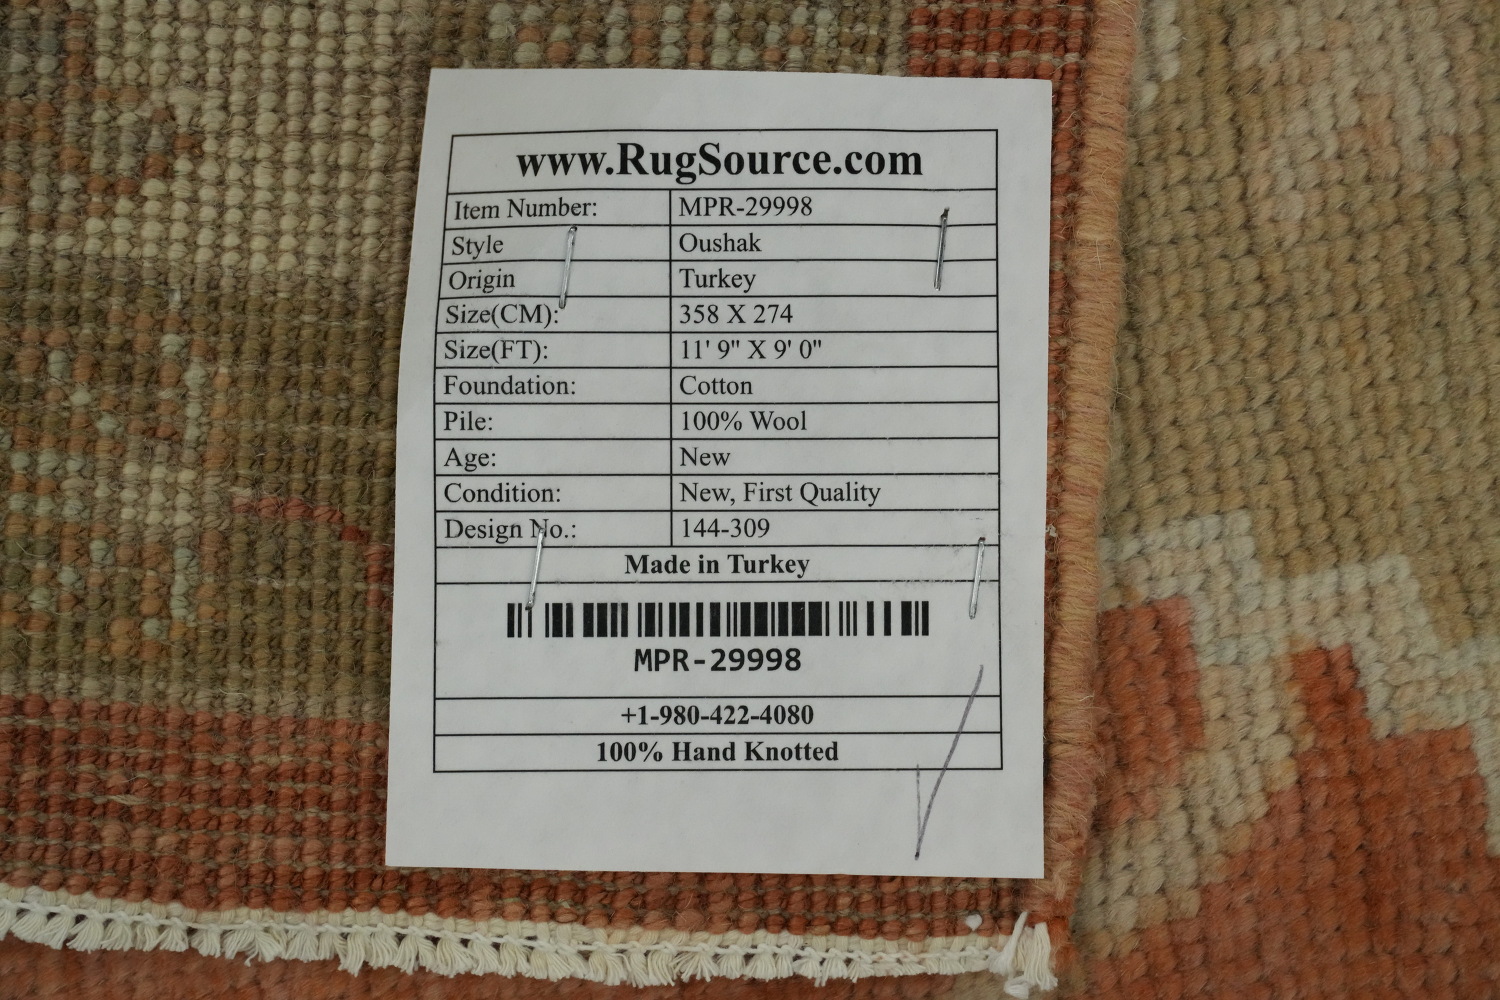 www.RugSource.com
Item Number: MPR-29998
Style Oushak
Origin Turkey
Size(CM): 358 X 274
Size(FT): 11' 9" X 9' 0"
Foundation: Cotton
Pile: 100% Wool
Age: New
Condition: New, First Quality
Design No.: 144-309
Made in Turkey
MPR-29998
+1-980-422-4080
100% Hand Knotted